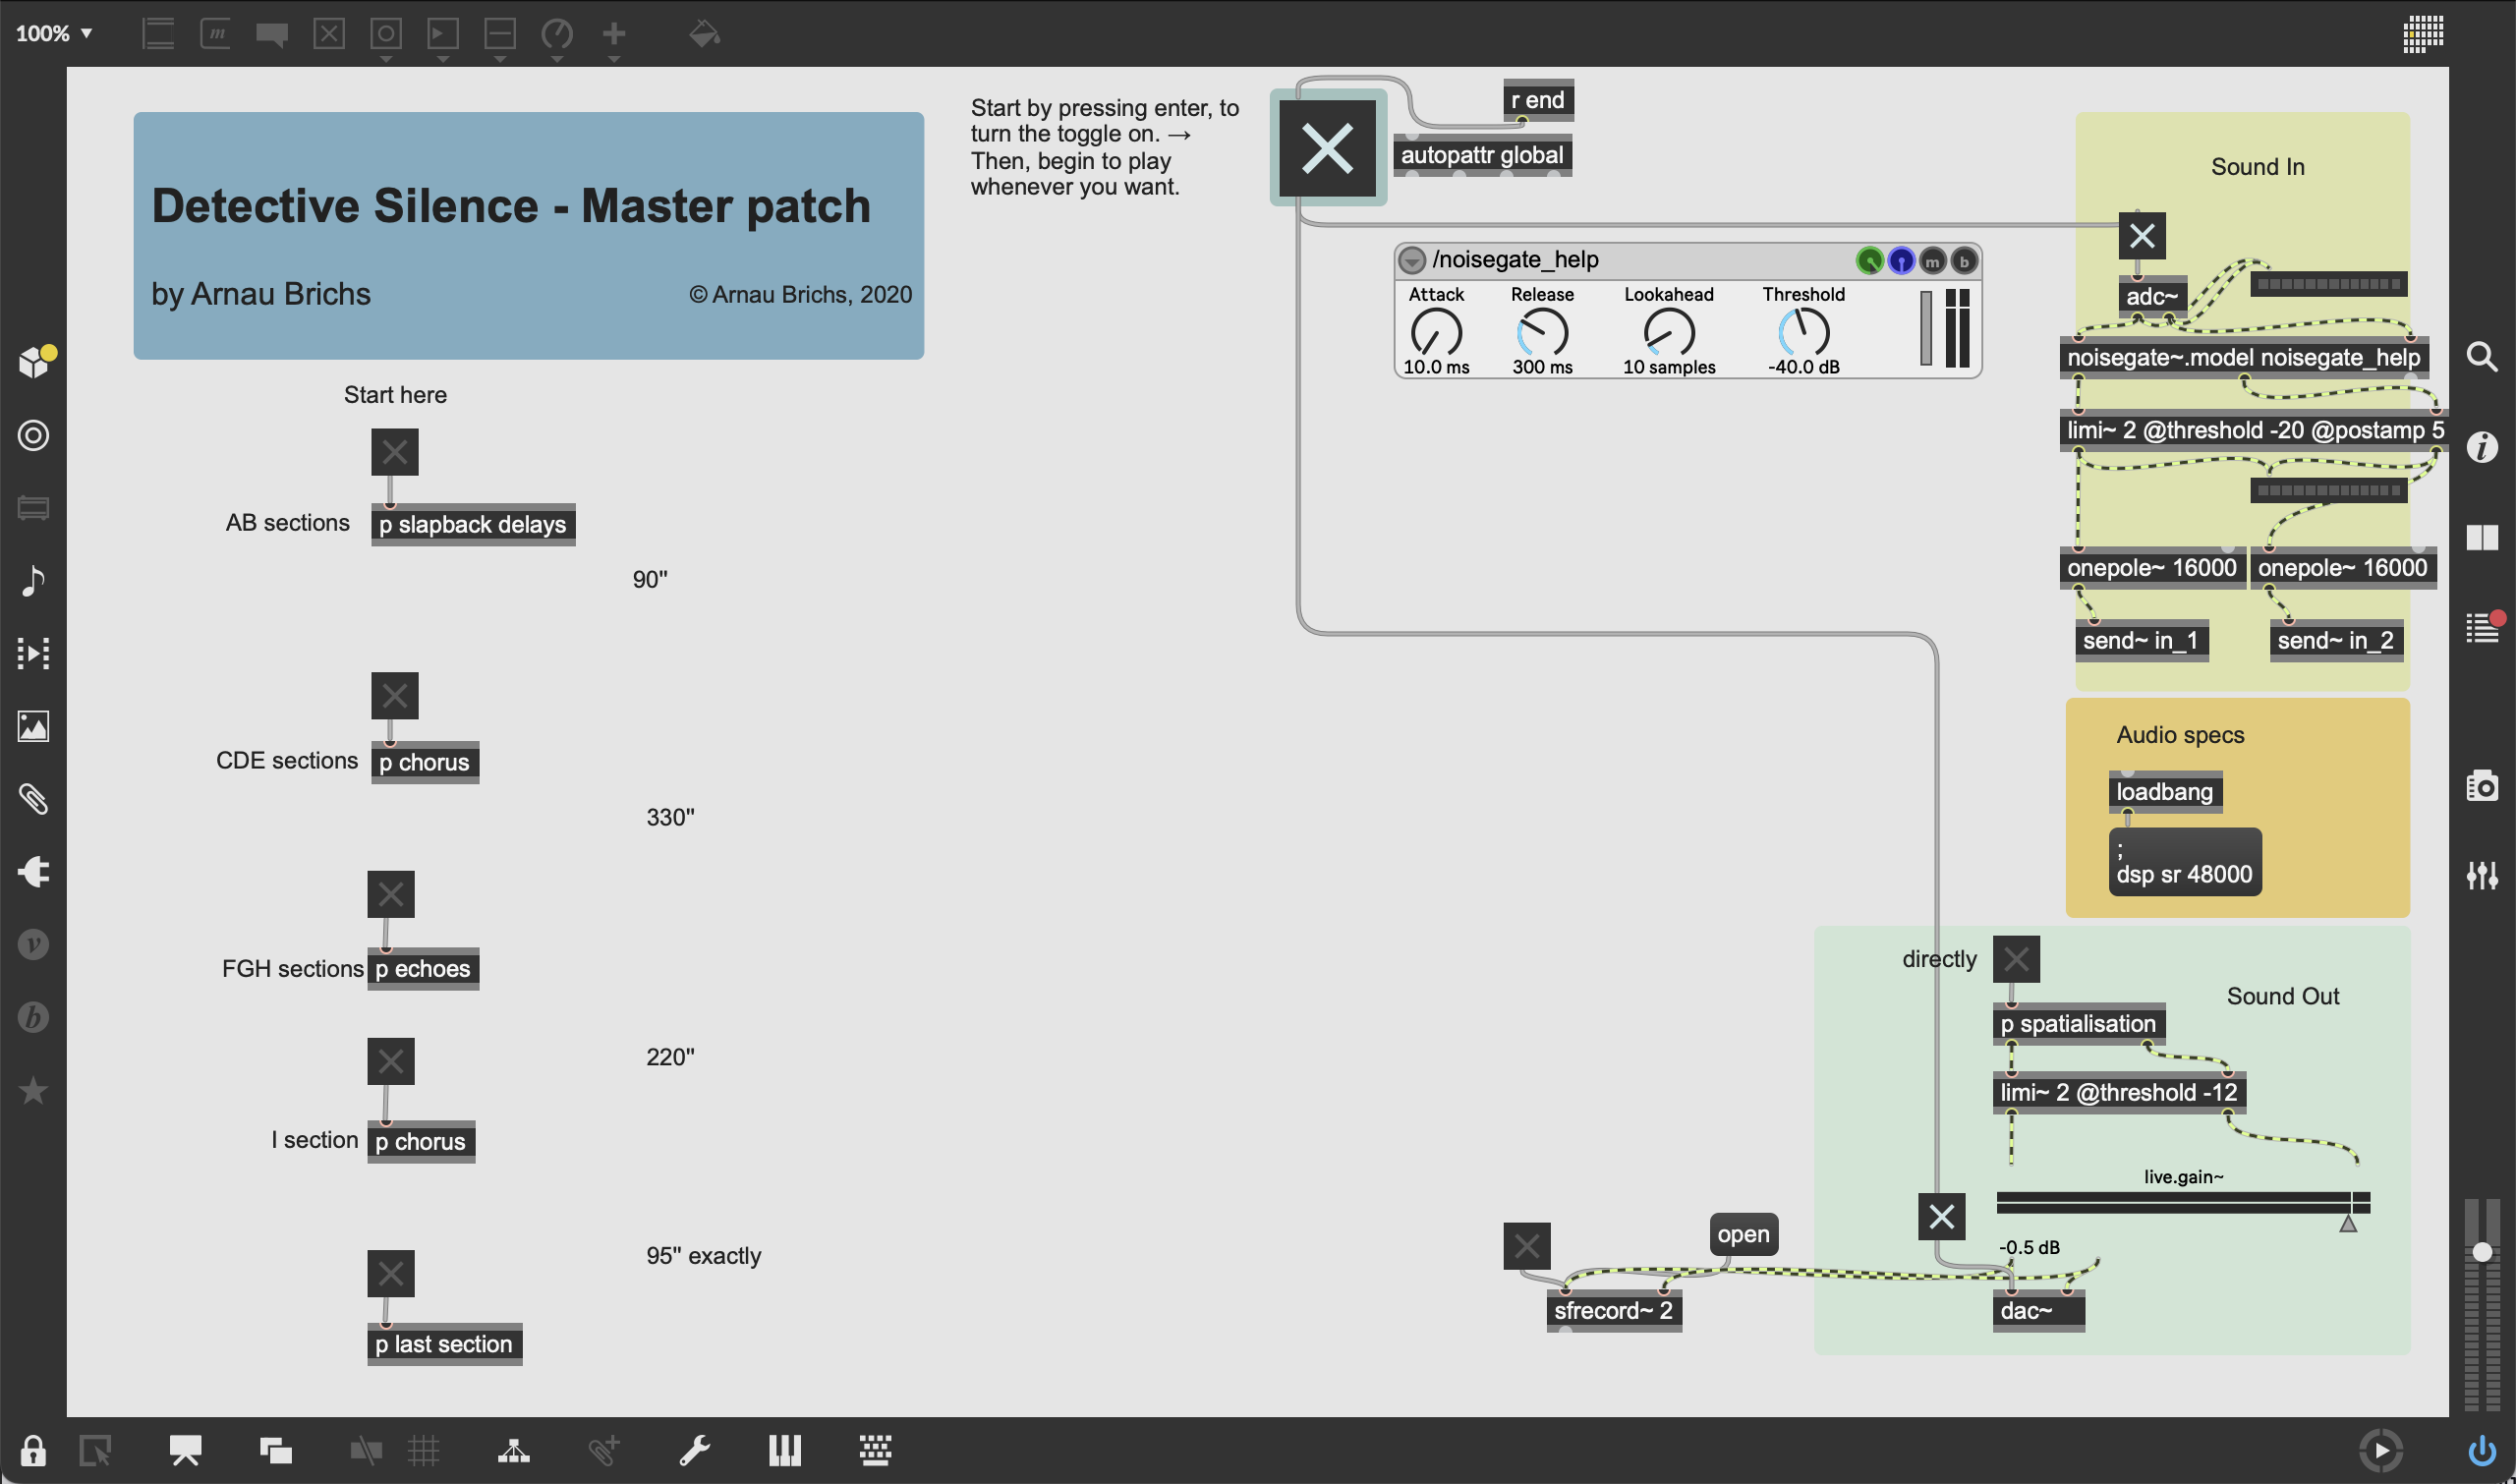 100%
Detective Silence - Master patch
by Arnau Brichs
© Arnau Brichs, 2020
Start by pressing enter, to
turn the toggle on. →
Then, begin to play
whenever you want.
r end
autopattr global
/noisegate_help
m
b
Attack
Release
Lookahead
Threshold
10.0 ms
300 ms
10 samples
-40.0 dB
Sound In
adc~
noisegate~.model noisegate_help
limi~ 2 @threshold -20 @postamp 5
onepole~ 16000
onepole~ 16000
send~ in_1
send~ in_2
Start here
AB sections
p slapback delays
90"
CDE sections
p chorus
330"
FGH sections
p echoes
220"
I section
p chorus
95" exactly
p last section
Audio specs
loadbang
;
dsp sr 48000
directly
Sound Out
p spatialisation
limi~ 2 @threshold -12
live.gain~
-0.5 dB
open
sfrecord~ 2
dac~